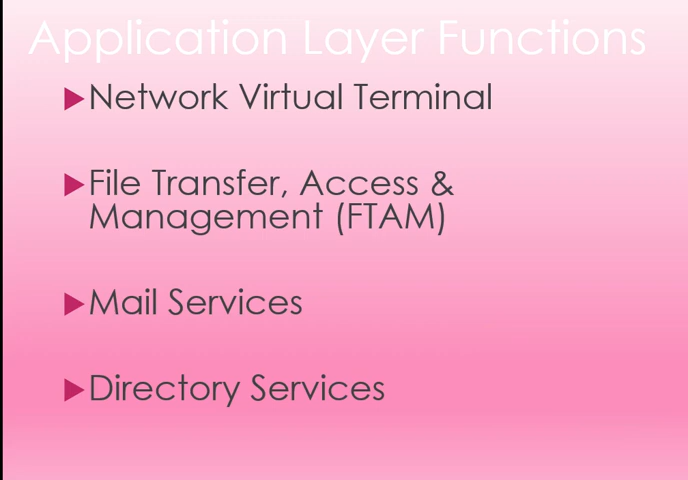 Application Layer Functions
Network Virtual Terminal
File Transfer, Access &
Management (FTAM)
Mail Services
Directory Services